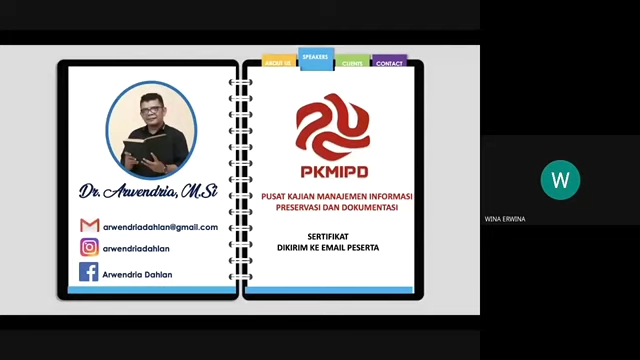 ABOUT US
SPEAKERS
CLIENTS
CONTACT
Dr. Arwendria, M.Si
arwendriadahlan@gmail.com
arwendriadahlan
Arwendria Dahlan
PKMIPD
PUSAT KAJIAN MANAJEMEN INFORMASI
PRESERVASI DAN DOKUMENTASI
SERTIFIKAT
DIKIRIM KE EMAIL PESERTA
W
WINA ERWINA